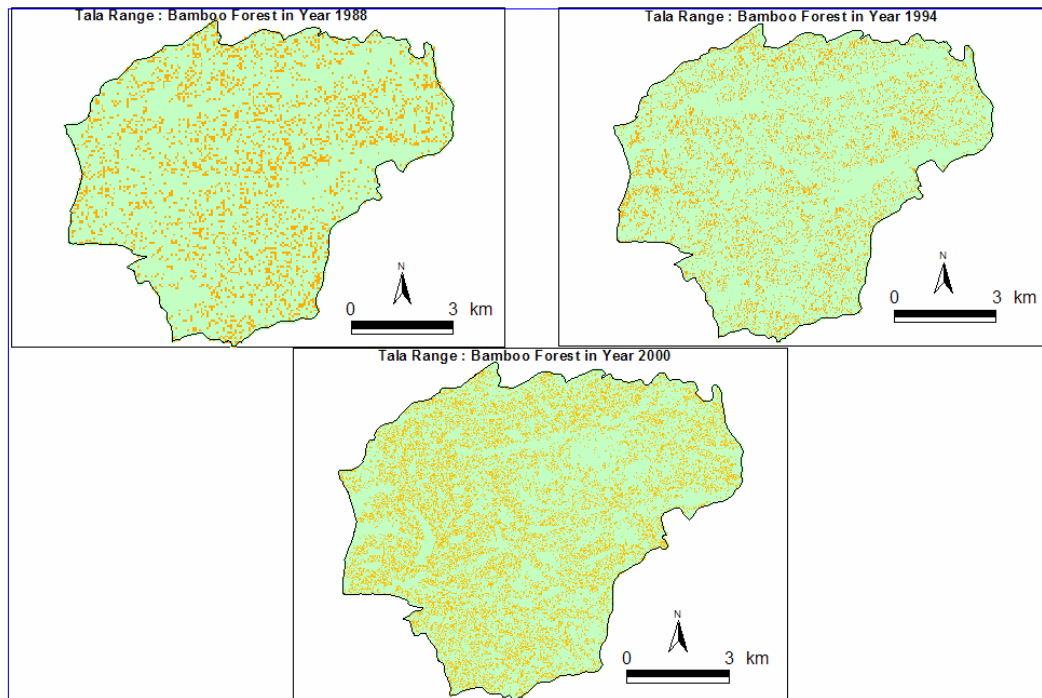 Tala Range : Bamboo Forest in Year 1988
N
0 3 km
Tala Range : Bamboo Forest in Year 1994
N
0 3 km
Tala Range : Bamboo Forest in Year 2000
N
0 3 km